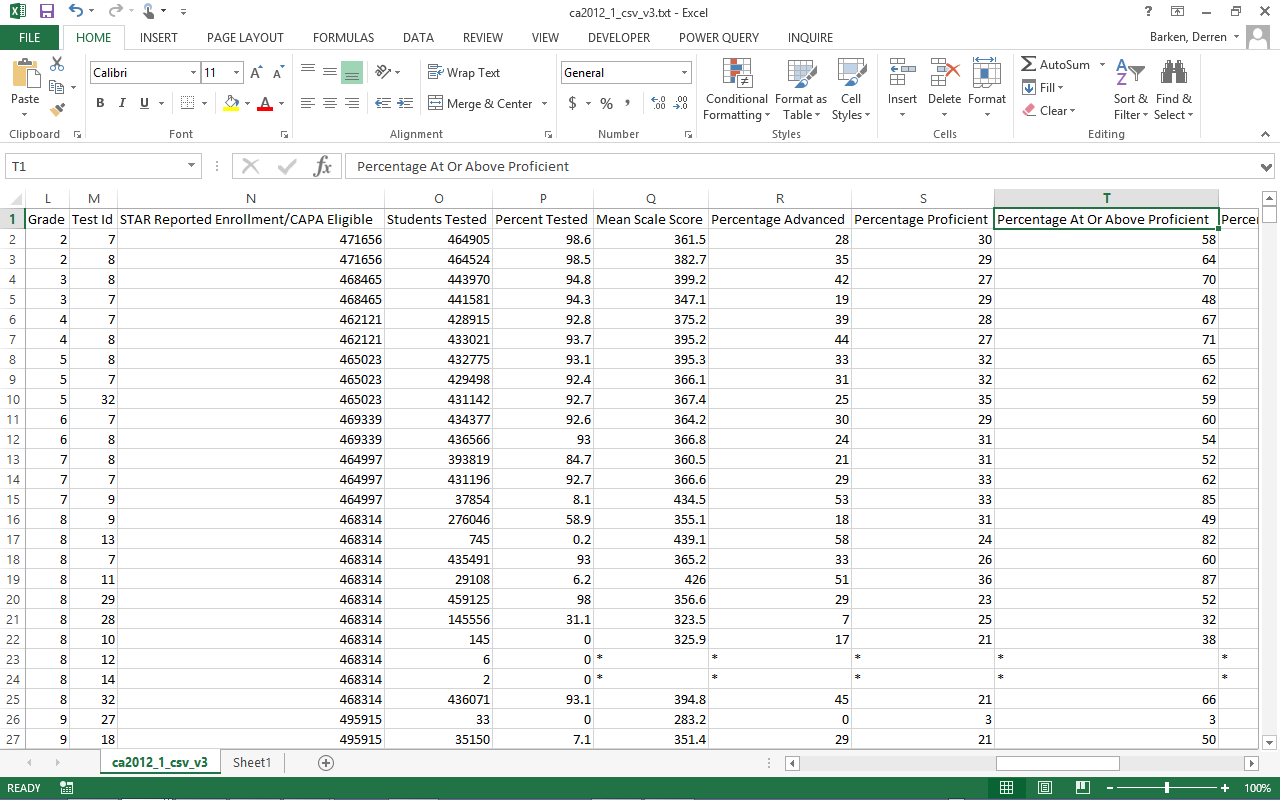 ca2012_1_csv_v3.txt - Excel
FILE HOME INSERT PAGE LAYOUT FORMULAS DATA REVIEW VIEW DEVELOPER POWER QUERY INQUIRE Barken, Derren
Calibri 11 Wrap Text General AutoSum
Paste Conditional Formatting Format as Table Cell Styles Insert Delete Format Fill Sort & Filter Find & Select
B I U A Merge & Center $ % , Clear
Clipboard Font Alignment Number Styles Cells Editing
T1 fx Percentage At Or Above Proficient
L M N O P Q R S T
1 Grade Test Id STAR Reported Enrollment/CAPA Eligible Students Tested Percent Tested Mean Scale Score Percentage Advanced Percentage Proficient Percentage At Or Above Proficient Percer
2 2 7 471656 464905 98.6 361.5 28 30 58
3 2 8 471656 464524 98.5 382.7 35 29 64
4 3 8 468465 443970 94.8 399.2 42 27 70
5 3 7 468465 441581 94.3 347.1 19 29 48
6 4 7 462121 428915 92.8 375.2 39 28 67
7 4 8 462121 433021 93.7 395.2 44 27 71
8 5 8 465023 432775 93.1 395.3 33 32 65
9 5 7 465023 429498 92.4 366.1 31 32 62
10 5 32 465023 431142 92.7 367.4 25 35 59
11 6 7 469339 434377 92.6 364.2 30 29 60
12 6 8 469339 436566 93 366.8 24 31 54
13 7 8 464997 393819 84.7 360.5 21 31 52
14 7 7 464997 431196 92.7 366.6 29 33 62
15 7 9 464997 37854 8.1 434.5 53 33 85
16 8 9 468314 276046 58.9 355.1 18 31 49
17 8 13 468314 745 0.2 439.1 58 24 82
18 8 7 468314 435491 93 365.2 33 26 60
19 8 11 468314 29108 6.2 426 51 36 87
20 8 29 468314 459125 98 356.6 29 23 52
21 8 28 468314 145556 31.1 323.5 7 25 32
22 8 10 468314 145 0 325.9 17 21 38
23 8 12 468314 6 0 * * * * *
24 8 14 468314 2 0 * * * * *
25 8 32 468314 436071 93.1 394.8 45 21 66
26 9 27 495915 33 0 283.2 0 3 3
27 9 18 495915 35150 7.1 351.4 29 21 50
ca2012_1_csv_v3 Sheet1
READY 100%